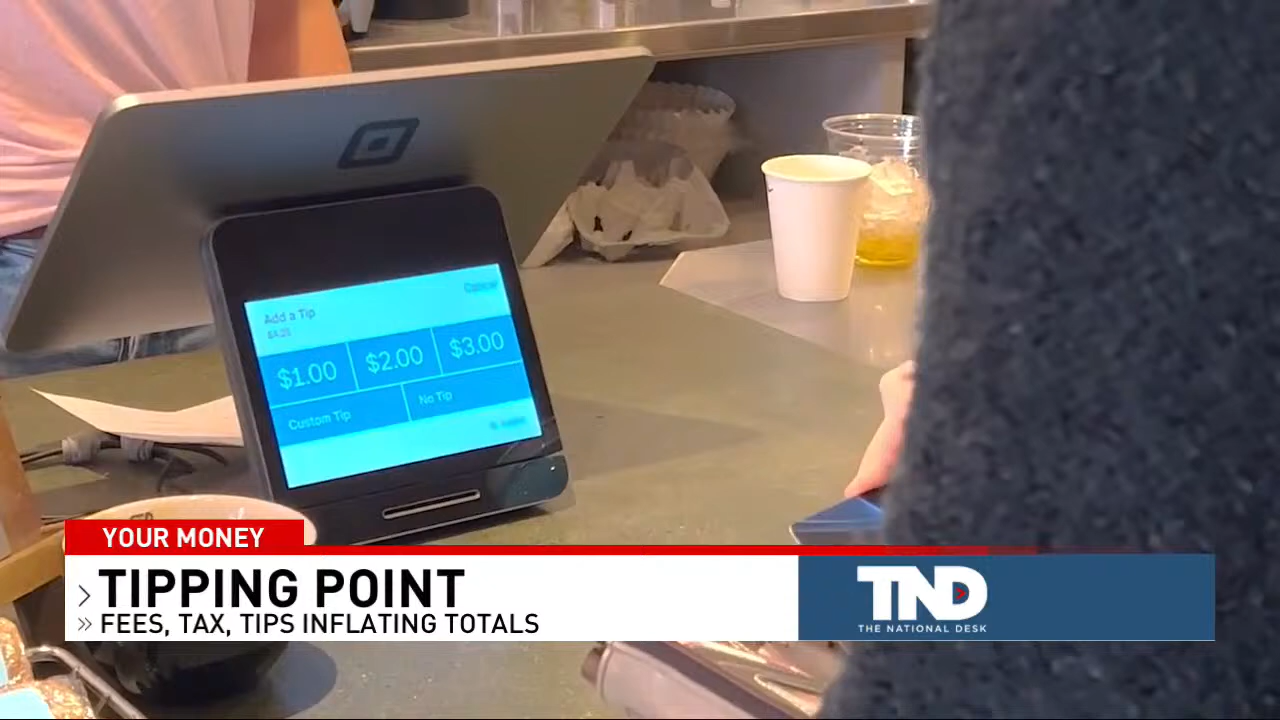 Add a Tip
Cancel
$1.00 $2.00 $3.00
Custom Tip No Tip
YOUR MONEY
TIPPING POINT
FEES, TAX, TIPS INFLATING TOTALS
TND
THE NATIONAL DESK